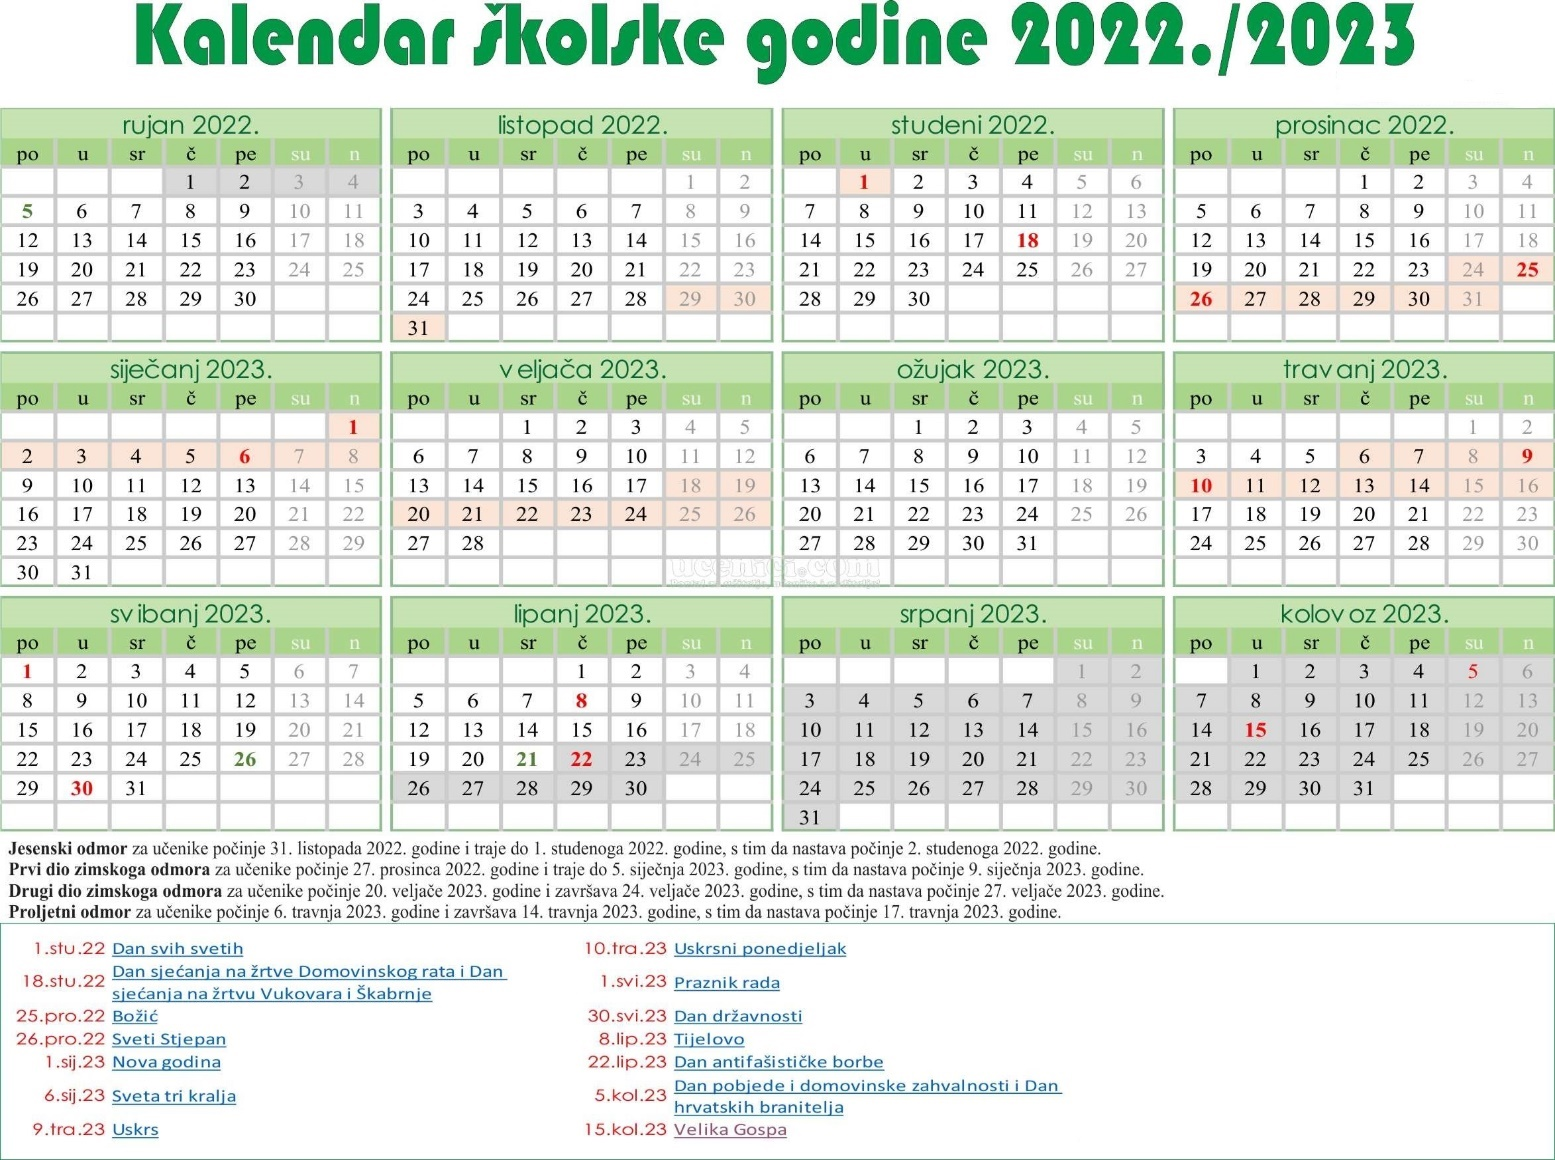 Kalendar školske godine 2022./2023
rujan 2022.
po u sr č pe su n
1 2 3 4
5 6 7 8 9 10 11
12 13 14 15 16 17 18
19 20 21 22 23 24 25
26 27 28 29 30
listopad 2022.
po u sr č pe su n
1 2
3 4 5 6 7 8 9
10 11 12 13 14 15 16
17 18 19 20 21 22 23
24 25 26 27 28 29 30
31
studeni 2022.
po u sr č pe su n
1 2 3 4 5 6
7 8 9 10 11 12 13
14 15 16 17 18 19 20
21 22 23 24 25 26 27
28 29 30
prosinac 2022.
po u sr č pe su n
1 2 3 4
5 6 7 8 9 10 11
12 13 14 15 16 17 18
19 20 21 22 23 24 25
26 27 28 29 30 31
siječanj 2023.
po u sr č pe su n
1
2 3 4 5 6 7 8
9 10 11 12 13 14 15
16 17 18 19 20 21 22
23 24 25 26 27 28 29
30 31
veljača 2023.
po u sr č pe su n
1 2 3 4 5
6 7 8 9 10 11 12
13 14 15 16 17 18 19
20 21 22 23 24 25 26
27 28
ožujak 2023.
po u sr č pe su n
1 2 3 4 5
6 7 8 9 10 11 12
13 14 15 16 17 18 19
20 21 22 23 24 25 26
27 28 29 30 31
travanj 2023.
po u sr č pe su n
1 2
3 4 5 6 7 8 9
10 11 12 13 14 15 16
17 18 19 20 21 22 23
24 25 26 27 28 29 30
ucenici.com
svibanj 2023.
po u sr č pe su n
1 2 3 4 5 6 7
8 9 10 11 12 13 14
15 16 17 18 19 20 21
22 23 24 25 26 27 28
29 30 31
lipanj 2023.
po u sr č pe su n
1 2 3 4
5 6 7 8 9 10 11
12 13 14 15 16 17 18
19 20 21 22 23 24 25
26 27 28 29 30
srpanj 2023.
po u sr č pe su n
1 2
3 4 5 6 7 8 9
10 11 12 13 14 15 16
17 18 19 20 21 22 23
24 25 26 27 28 29 30
31
kolovoz 2023.
po u sr č pe su n
1 2 3 4 5 6
7 8 9 10 11 12 13
14 15 16 17 18 19 20
21 22 23 24 25 26 27
28 29 30 31
Jesenski odmor za učenike počinje 31. listopada 2022. godine i traje do 1. studenoga 2022. godine, s tim da nastava počinje 2. studenoga 2022. godine.
Prvi dio zimskoga odmora za učenike počinje 27. prosinca 2022. godine i traje do 5. siječnja 2023. godine, s tim da nastava počinje 9. siječnja 2023. godine.
Drugi dio zimskoga odmora za učenike počinje 20. veljače 2023. godine i završava 24. veljače 2023. godine, s tim da nastava počinje 27. veljače 2023. godine.
Proljetni odmor za učenike počinje 6. travnja 2023. godine i završava 14. travnja 2023. godine, s tim da nastava počinje 17. travnja 2023. godine.
1.stu.22 Dan svih svetih
18.stu.22 Dan sjećanja na žrtve Domovinskog rata i Dan
sjećanja na žrtvu Vukovara i Škabrnje
25.pro.22 Božić
26.pro.22 Sveti Stjepan
1.sij.23 Nova godina
6.sij.23 Sveta tri kralja
9.tra.23 Uskrs
10.tra.23 Uskrsni ponedjeljak
1.svi.23 Praznik rada
30.svi.23 Dan državnosti
8.lip.23 Tijelovo
22.lip.23 Dan antifašističke borbe
5.kol.23 Dan pobjede i domovinske zahvalnosti i Dan
hrvatskih branitelja
15.kol.23 Velika Gospa